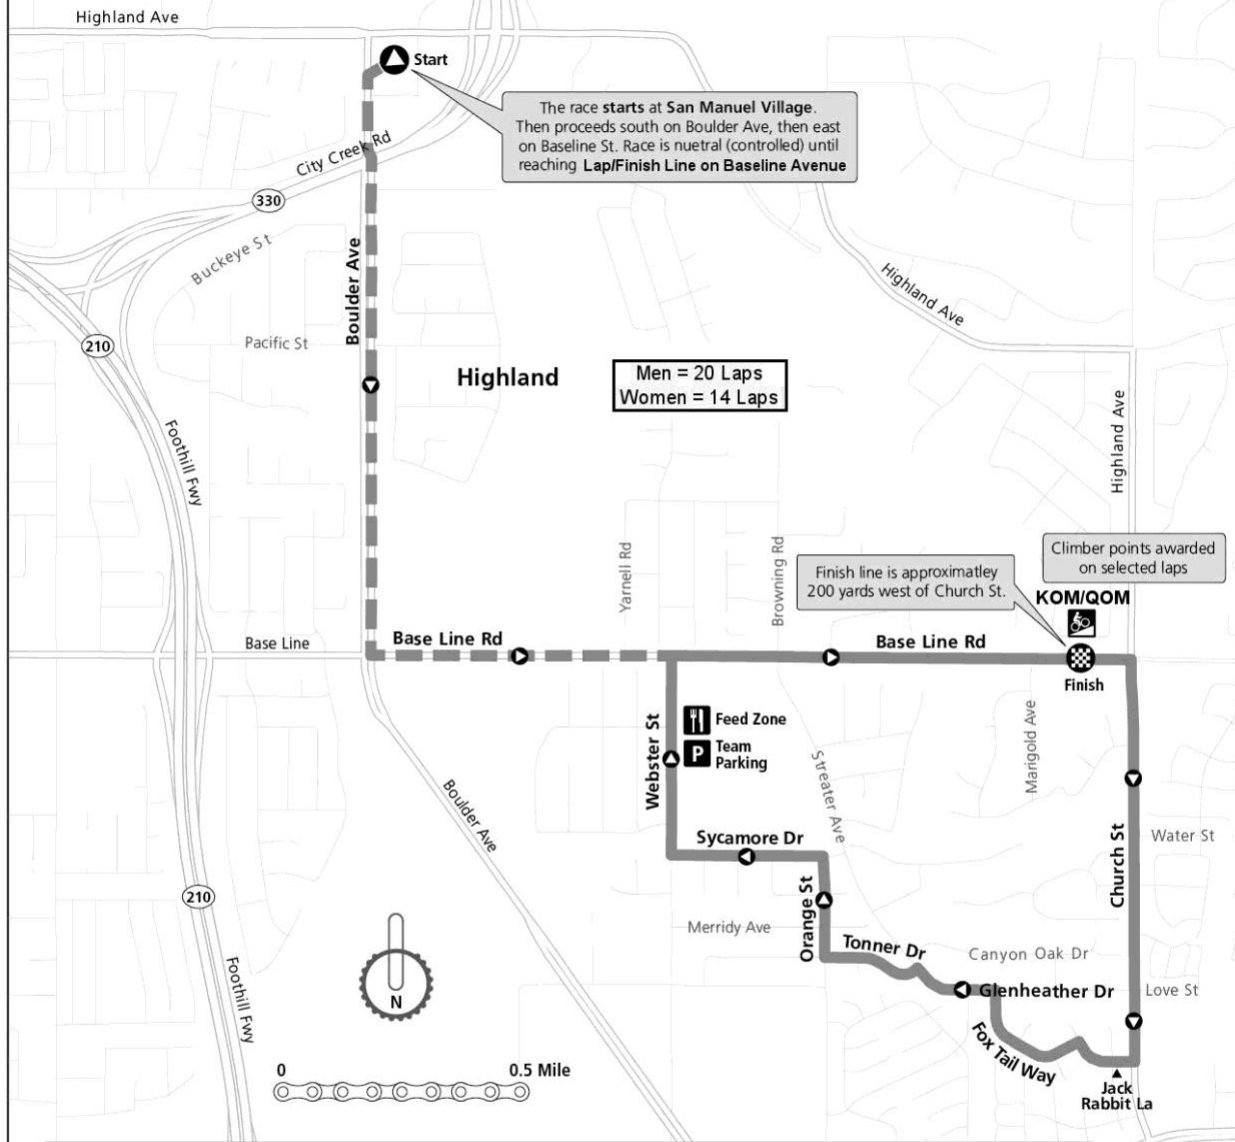 Highland Ave
Start
The race starts at San Manuel Village.
Then proceeds south on Boulder Ave, then east
on Baseline St. Race is nuetral (controlled) until
reaching Lap/Finish Line on Baseline Avenue
City Creek Rd
330
Buckeye St
Boulder Ave
Highland Ave
210
Pacific St
Highland
Men = 20 Laps
Women = 14 Laps
Foothill Fwy
Highland Ave
Yarnell Rd
Browning Rd
Climber points awarded
on selected laps
Finish line is approximatley
200 yards west of Church St.
KOM/QOM
Base Line
Base Line Rd
Base Line Rd
Finish
Webster St
Feed Zone
P
Team
Parking
Streater Ave
Marigold Ave
Boulder Ave
Sycamore Dr
Church St
Water St
210
Orange St
Merridy Ave
Tonner Dr
Canyon Oak Dr
Glenheather Dr
Love St
Foothill Fwy
N
Fox Tail Way
0
0.5 Mile
Jack
Rabbit La